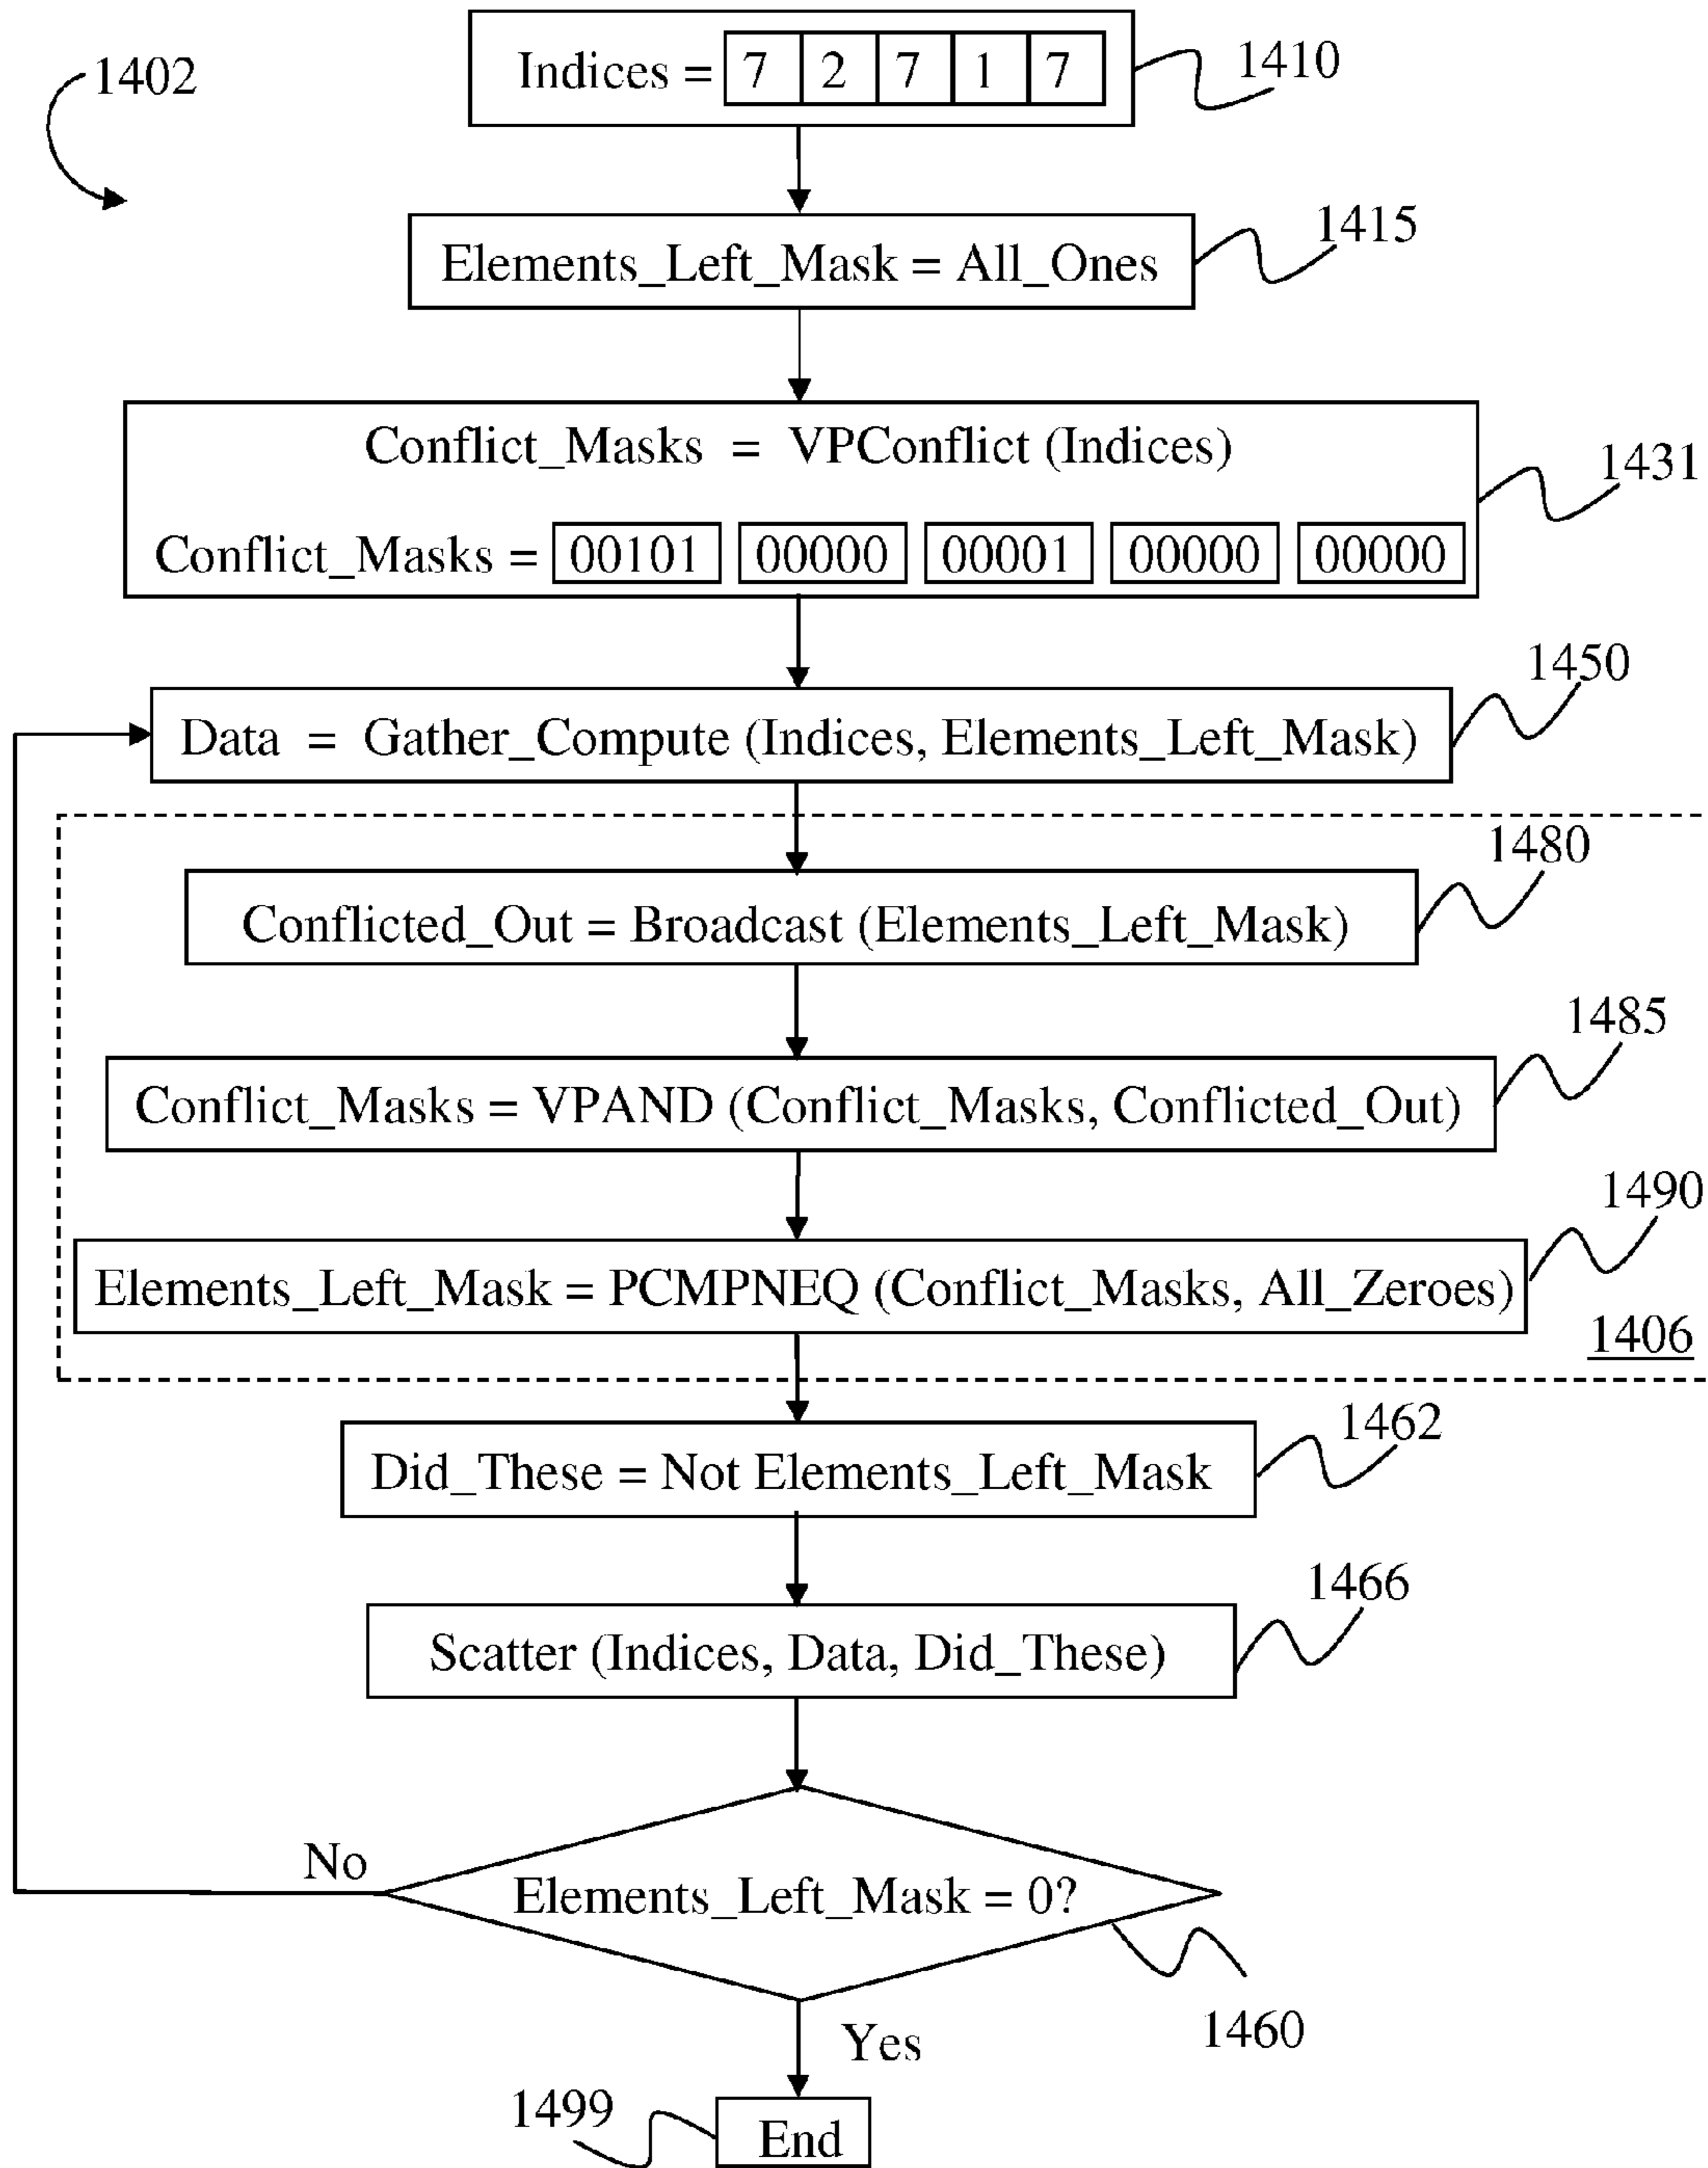 1402
Indices = 7 2 7 1 7
1410
Elements_Left_Mask = All_Ones
1415
Conflict_Masks = VPConflict (Indices)
Conflict_Masks = 00101 00000 00001 00000 00000
1431
Data = Gather_Compute (Indices, Elements_Left_Mask)
1450
Conflicted_Out = Broadcast (Elements_Left_Mask)
1480
Conflict_Masks = VPAND (Conflict_Masks, Conflicted_Out)
1485
Elements_Left_Mask = PCMPNEQ (Conflict_Masks, All_Zeroes)
1490
1406
Did_These = Not Elements_Left_Mask
1462
Scatter (Indices, Data, Did_These)
1466
No
Elements_Left_Mask = 0?
1460
Yes
1499
End